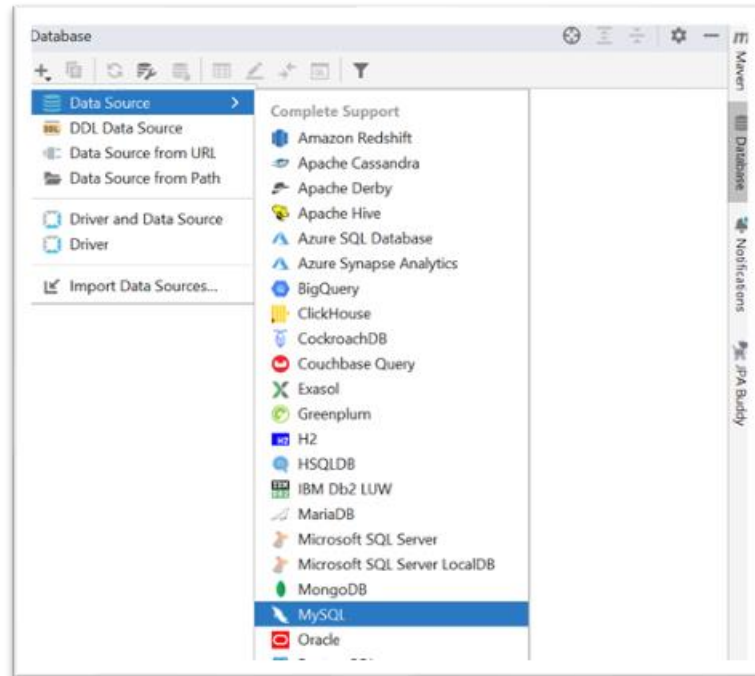 Database
Data Source
DDL Data Source
Data Source from URL
Data Source from Path
Driver and Data Source
Driver
Import Data Sources...
Complete Support
Amazon Redshift
Apache Cassandra
Apache Derby
Apache Hive
Azure SQL Database
Azure Synapse Analytics
BigQuery
ClickHouse
CockroachDB
Couchbase Query
Exasol
Greenplum
H2
HSQLDB
IBM Db2 LUW
MariaDB
Microsoft SQL Server
Microsoft SQL Server LocalDB
MongoDB
MySQL
Oracle
Maven
Database
Notifications
JPA Buddy